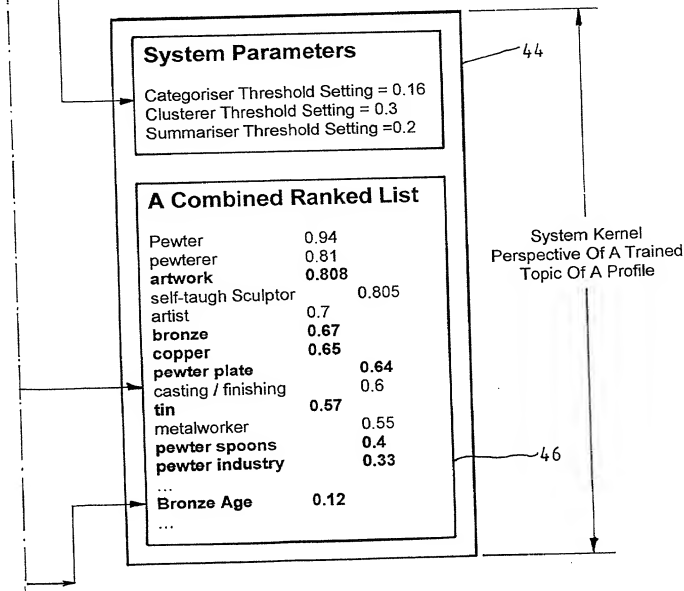 System Parameters
Categoriser Threshold Setting = 0.16
Clusterer Threshold Setting = 0.3
Summariser Threshold Setting =0.2
44
A Combined Ranked List
Pewter 0.94
pewterer 0.81
artwork 0.808
self-taugh Sculptor 0.805
artist 0.7
bronze 0.67
copper 0.65
pewter plate 0.64
casting / finishing 0.6
tin 0.57
metalworker 0.55
pewter spoons 0.4
pewter industry 0.33
...
Bronze Age 0.12
...
46
System Kernel
Perspective Of A Trained
Topic Of A Profile